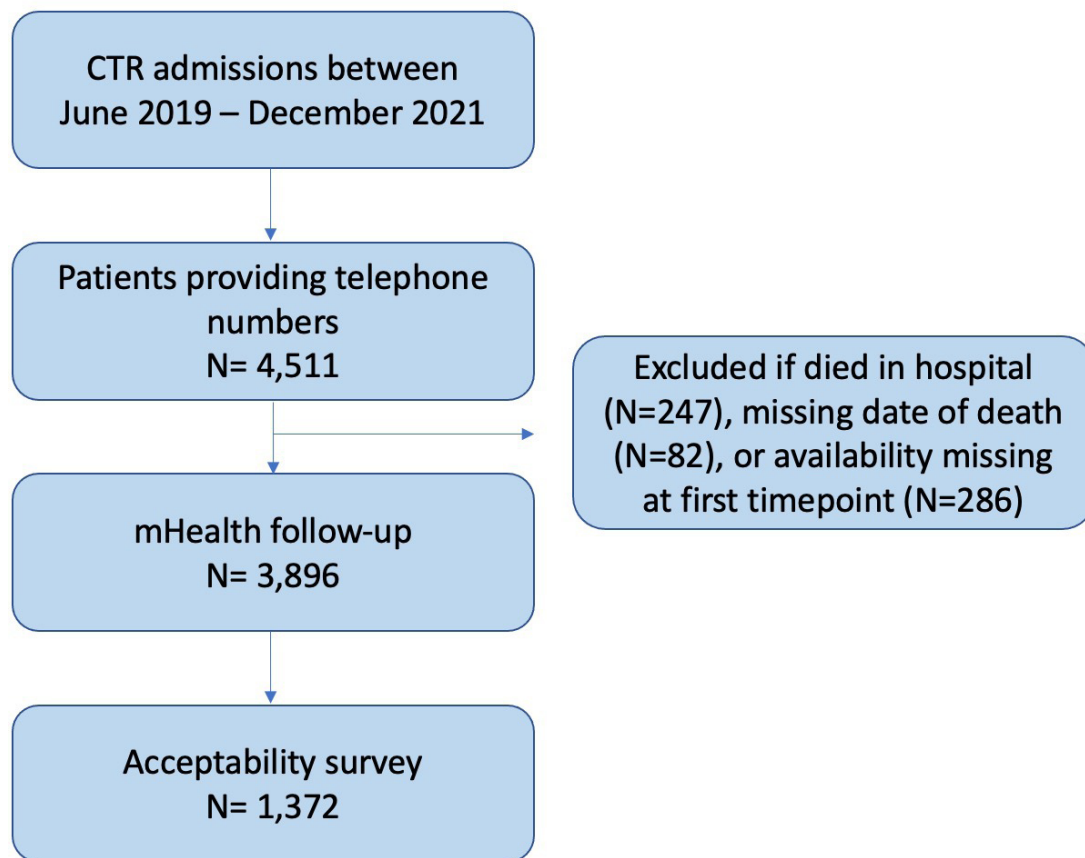 CTR admissions between
June 2019 – December 2021
Patients providing telephone
numbers
N= 4,511
Excluded if died in hospital
(N=247), missing date of death
(N=82), or availability missing
at first timepoint (N=286)
mHealth follow-up
N= 3,896
Acceptability survey
N= 1,372